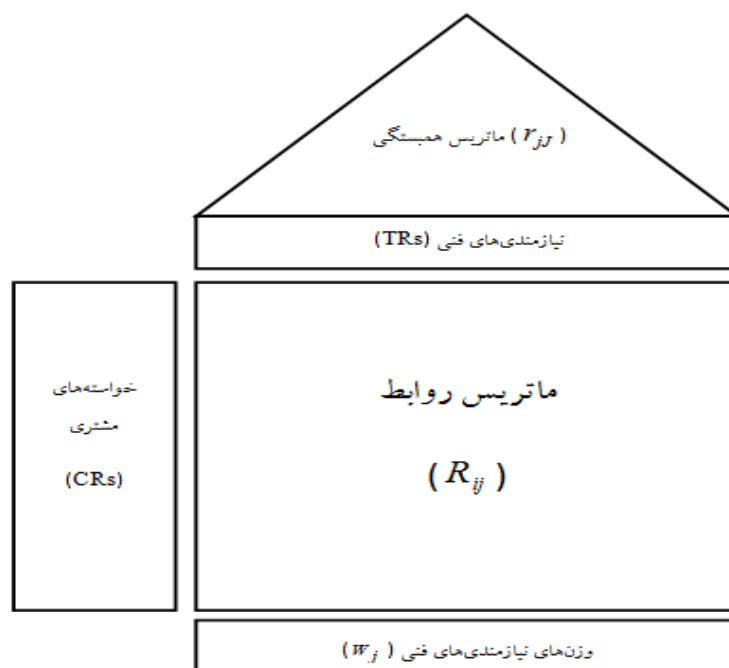 ماتریس همبستگی ( r_jJ )
نیازمندی‌های فنی (TRs)
خواسته‌های
مشتری
(CRs)
ماتریس روابط
( R_ij )
وزن‌های نیازمندی‌های فنی ( w_j )